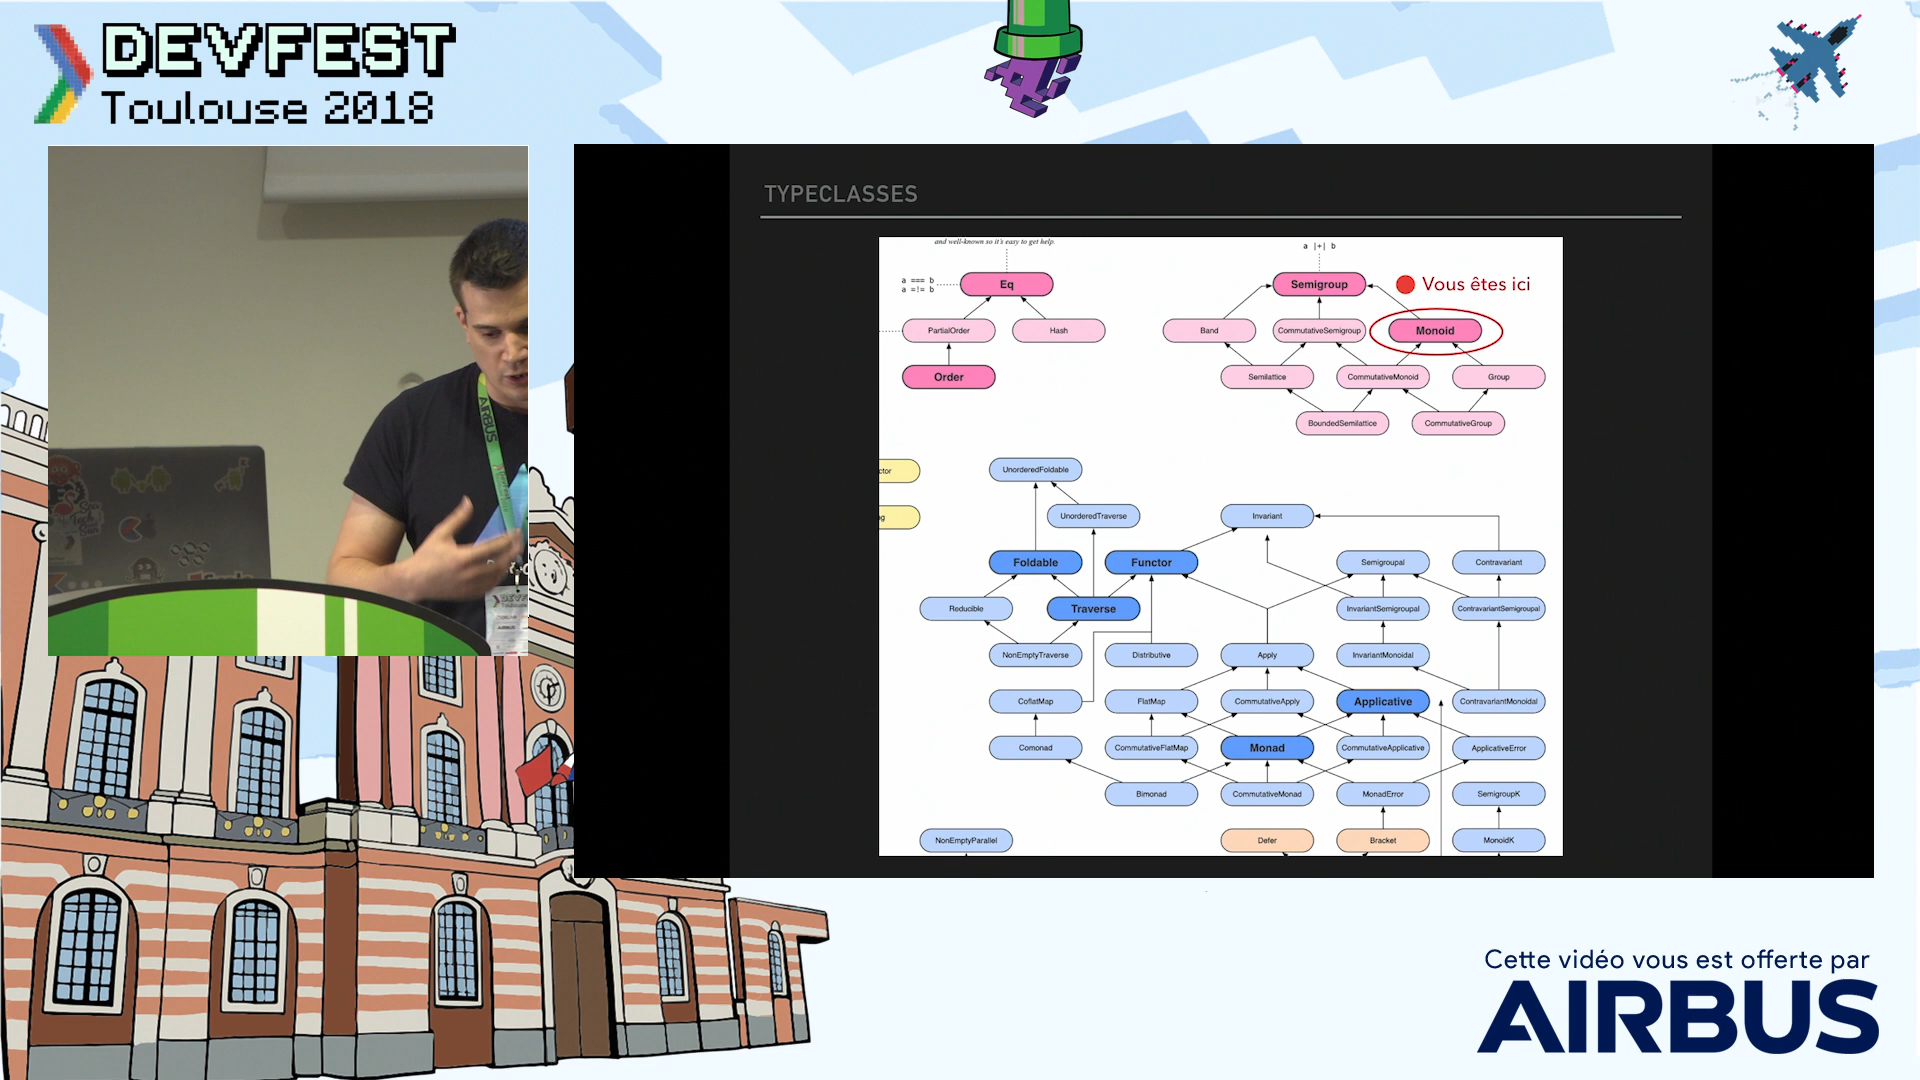 DEVFEST
Toulouse 2018
AIRBUS
TYPECLASSES
and well-known so it's easy to get help.
a |+| b
a === b
a =!= b
Eq
Semigroup
Vous êtes ici
PartialOrder
Hash
Band
CommutativeSemigroup
Monoid
Order
Semilattice
CommutativeMonoid
Group
BoundedSemilattice
CommutativeGroup
ctor
UnorderedFoldable
UnorderedTraverse
Invariant
Foldable
Functor
Semigroupal
Contravariant
Reducible
Traverse
InvariantSemigroupal
ContravariantSemigroupal
NonEmptyTraverse
Distributive
Apply
InvariantMonoidal
CoflatMap
FlatMap
CommutativeApply
Applicative
ContravariantMonoidal
Comonad
CommutativeFlatMap
Monad
CommutativeApplicative
ApplicativeError
Bimonad
CommutativeMonad
MonadError
SemigroupK
NonEmptyParallel
Defer
Bracket
MonoidK
Cette vidéo vous est offerte par
AIRBUS